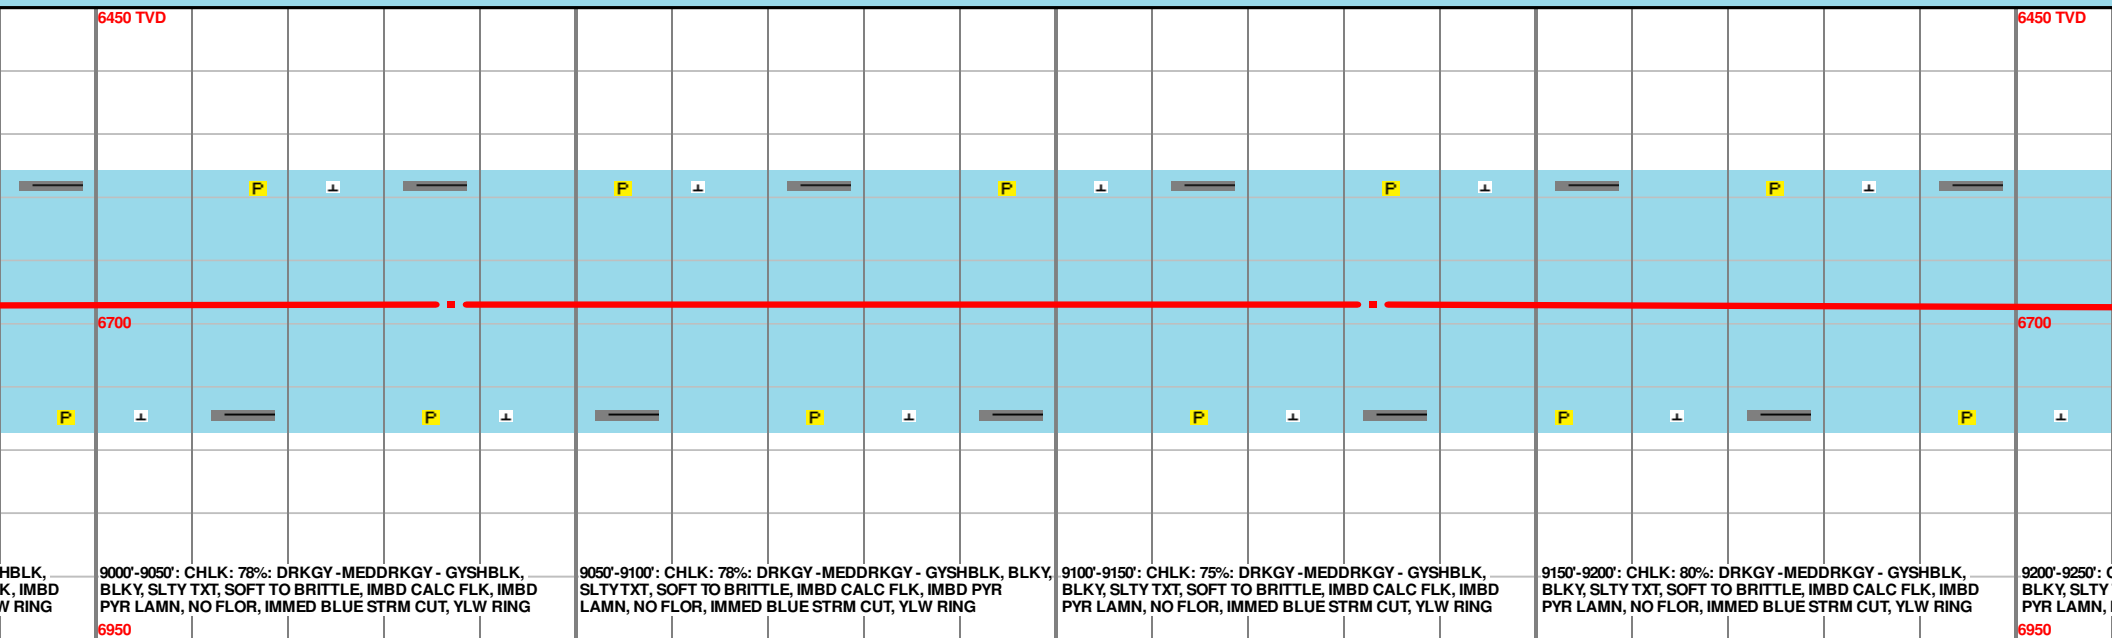 6450 TVD
6450 TVD
P
P
P
P
P
6700
6700
P
P
P
P
P
P
HBLK,
K, IMBD
W RING
9000'-9050': CHLK: 78%: DRKGY -MEDDRKGY - GYSHBLK,
BLKY, SLTY TXT, SOFT TO BRITTLE, IMBD CALC FLK, IMBD
PYR LAMN, NO FLOR, IMMED BLUE STRM CUT, YLW RING
9050'-9100': CHLK: 78%: DRKGY -MEDDRKGY - GYSHBLK, BLKY,
SLTY TXT, SOFT TO BRITTLE, IMBD CALC FLK, IMBD PYR
LAMN, NO FLOR, IMMED BLUE STRM CUT, YLW RING
9100'-9150': CHLK: 75%: DRKGY -MEDDRKGY - GYSHBLK,
BLKY, SLTY TXT, SOFT TO BRITTLE, IMBD CALC FLK, IMBD
PYR LAMN, NO FLOR, IMMED BLUE STRM CUT, YLW RING
9150'-9200': CHLK: 80%: DRKGY -MEDDRKGY - GYSHBLK,
BLKY, SLTY TXT, SOFT TO BRITTLE, IMBD CALC FLK, IMBD
PYR LAMN, NO FLOR, IMMED BLUE STRM CUT, YLW RING
9200'-9250': C
BLKY, SLTY
PYR LAMN,
6950
6950